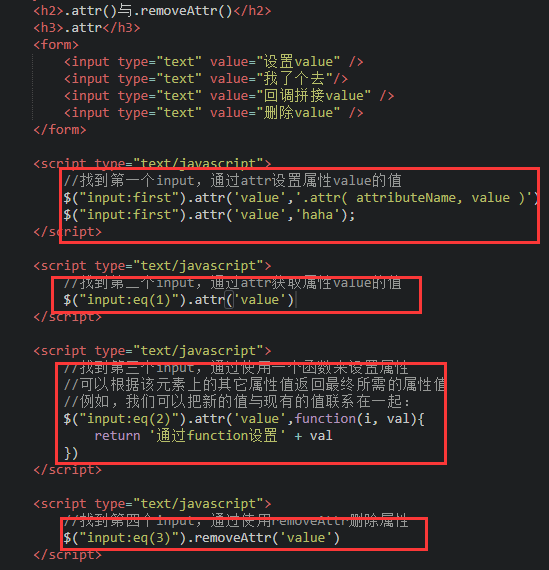 <h2>.attr()与.removeAttr()</h2>
<h3>.attr</h3>
<form>
<input type="text" value="设置value" />
<input type="text" value="我了个去"/>
<input type="text" value="回调拼接value" />
<input type="text" value="删除value" />
</form>
<script type="text/javascript">
//找到第一个input，通过attr设置属性value的值
$("input:first").attr('value','.attr( attributeName, value )')
$("input:first").attr('value','haha');
</script>
<script type="text/javascript">
//找到第二个input，通过attr获取属性value的值
$("input:eq(1)").attr('value')
</script>
<script type="text/javascript">
//找到第三个input，通过使用一个函数来设置属性
//可以根据该元素上的其它属性值返回最终所需的属性值
//例如，我们可以把新的值与现有的值联系在一起：
$("input:eq(2)").attr('value',function(i, val){
return '通过function设置' + val
})
</script>
<script type="text/javascript">
//找到第四个input，通过使用removeAttr删除属性
$("input:eq(3)").removeAttr('value')
</script>